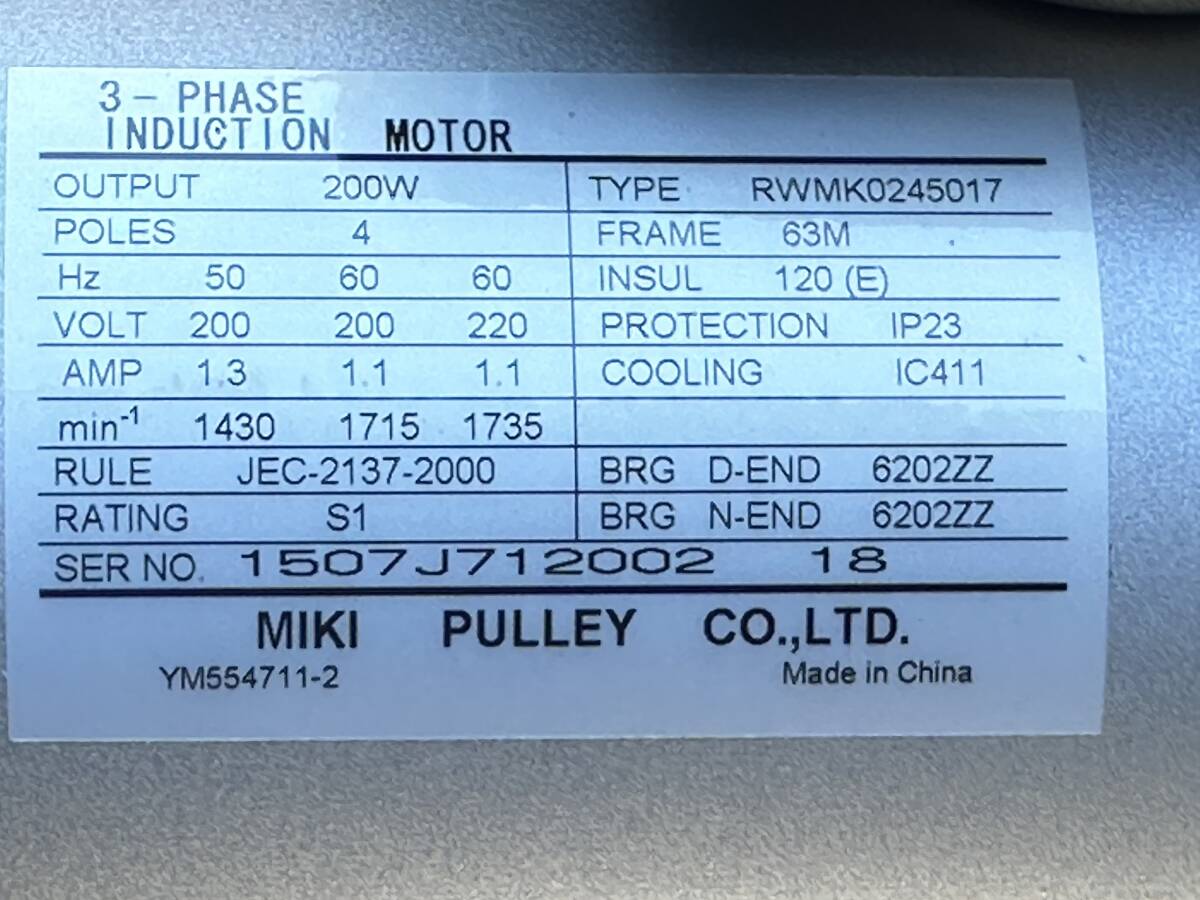 3 - PHASE
INDUCTION MOTOR
OUTPUT 200W TYPE RWMK0245017
POLES 4 FRAME 63M
Hz 50 60 60 INSUL 120 (E)
VOLT 200 200 220 PROTECTION IP23
AMP 1.3 1.1 1.1 COOLING IC411
min-1 1430 1715 1735
RULE JEC-2137-2000 BRG D-END 6202ZZ
RATING S1 BRG N-END 6202ZZ
SER NO. 1507J712002 18
MIKI PULLEY CO.,LTD.
YM554711-2 Made in China